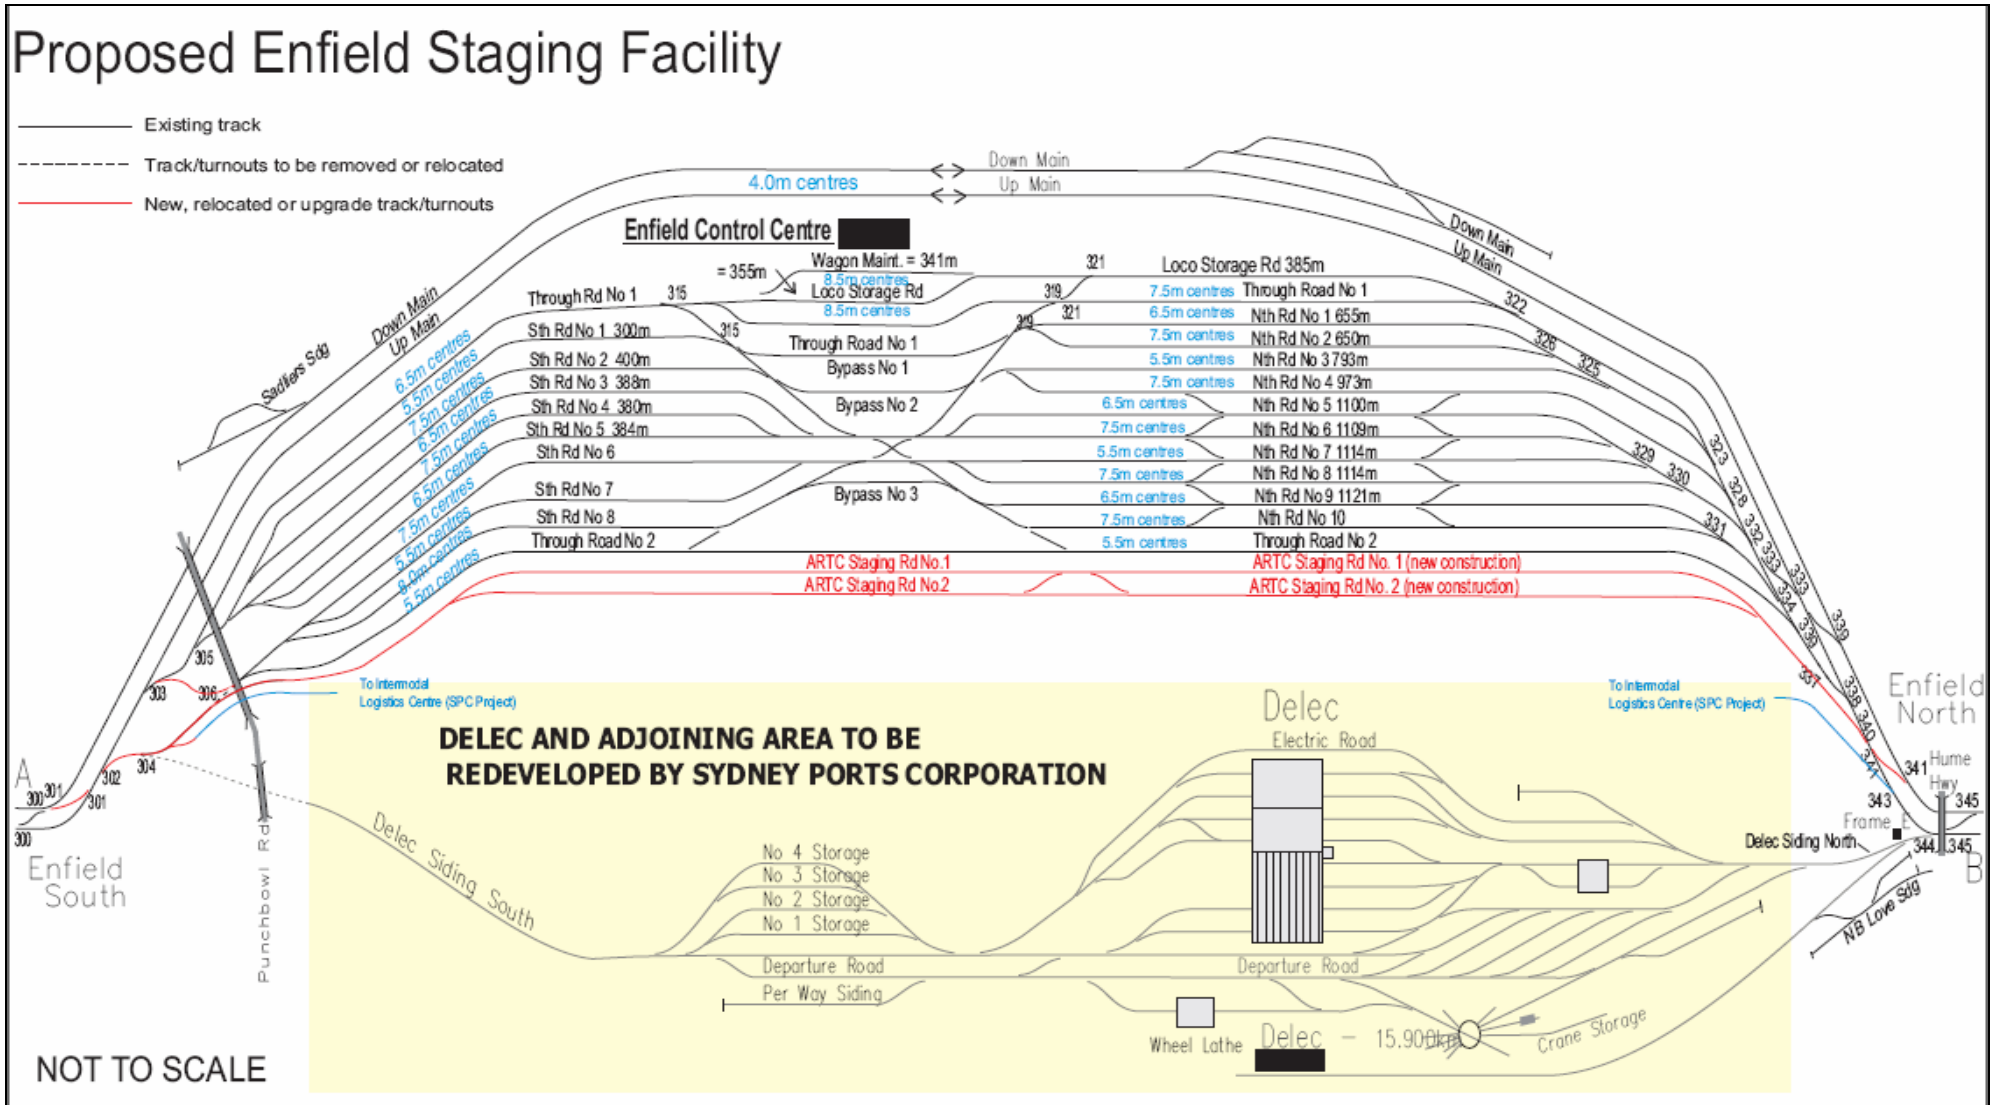 Proposed Enfield Staging Facility
Existing track
Track/turnouts to be removed or relocated
New, relocated or upgrade track/turnouts
Down Main
4.0m centres
Up Main
Enfield Control Centre
Down Main
Up Main
Wagon Maint. = 341m
= 355m
8.5m centres
Loco Storage Rd
8.5m centres
321
Loco Storage Rd 385m
Through Rd No 1
315
319
7.5m centres
Through Road No 1
322
Down Main
Up Main
Sadliers Sdg
321
6.5m centres
Nth Rd No 1 655m
Sth Rd No 1 300m
315
319
7.5m centres
Nth Rd No 2 650m
326
Through Road No 1
Sth Rd No 2 400m
5.5m centres
Nth Rd No 3 793m
325
Bypass No 1
Sth Rd No 3 388m
7.5m centres
Nth Rd No 4 973m
Sth Rd No 4 380m
Bypass No 2
6.5m centres
Nth Rd No 5 1100m
Sth Rd No 5 384m
7.5m centres
Nth Rd No 6 1109m
Sth Rd No 6
5.5m centres
Nth Rd No 7 1114m
329
323
7.5m centres
Nth Rd No 8 1114m
330
Sth Rd No 7
Bypass No 3
6.5m centres
Nth Rd No 9 1121m
328
Sth Rd No 8
7.5m centres
Nth Rd No 10
331
332
Through Road No 2
5.5m centres
Through Road No 2
333
333
ARTC Staging Rd No.1
ARTC Staging Rd No. 1 (new construction)
ARTC Staging Rd No.2
ARTC Staging Rd No. 2 (new construction)
334
339
339
6.5m centres
5.5m centres
7.5m centres
6.5m centres
7.5m centres
6.5m centres
7.5m centres
5.5m centres
8.0m centres
5.5m centres
305
303
306
337
338
340
341
341
To Intermodal
Logistics Centre (SPC Project)
To Intermodal
Logistics Centre (SPC Project)
Enfield
North
Delec
Electric Road
DELEC AND ADJOINING AREA TO BE
REDEVELOPED BY SYDNEY PORTS CORPORATION
A
300
301
302
304
301
300
Hume
Hwy
343
345
Frame E
344
345
B
Delec Siding North
NB Love Sdg
Enfield
South
Punchbowl Rd
Delec Siding South
No 4 Storage
No 3 Storage
No 2 Storage
No 1 Storage
Departure Road
Departure Road
Per Way Siding
Wheel Lathe
Delec - 15.900km
Crane Storage
NOT TO SCALE